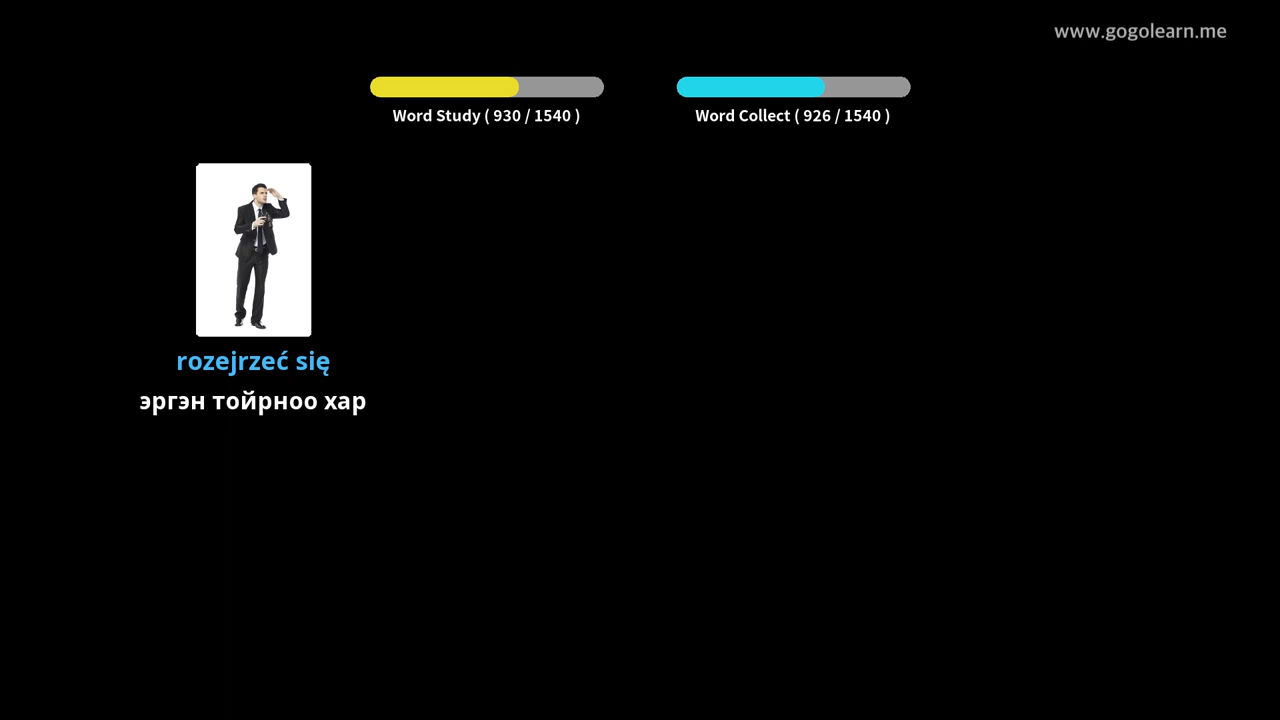 www.gogolearn.me
Word Study ( 930 / 1540 )
Word Collect ( 926 / 1540 )
rozejrzeć się
эргэн тойрноо хар